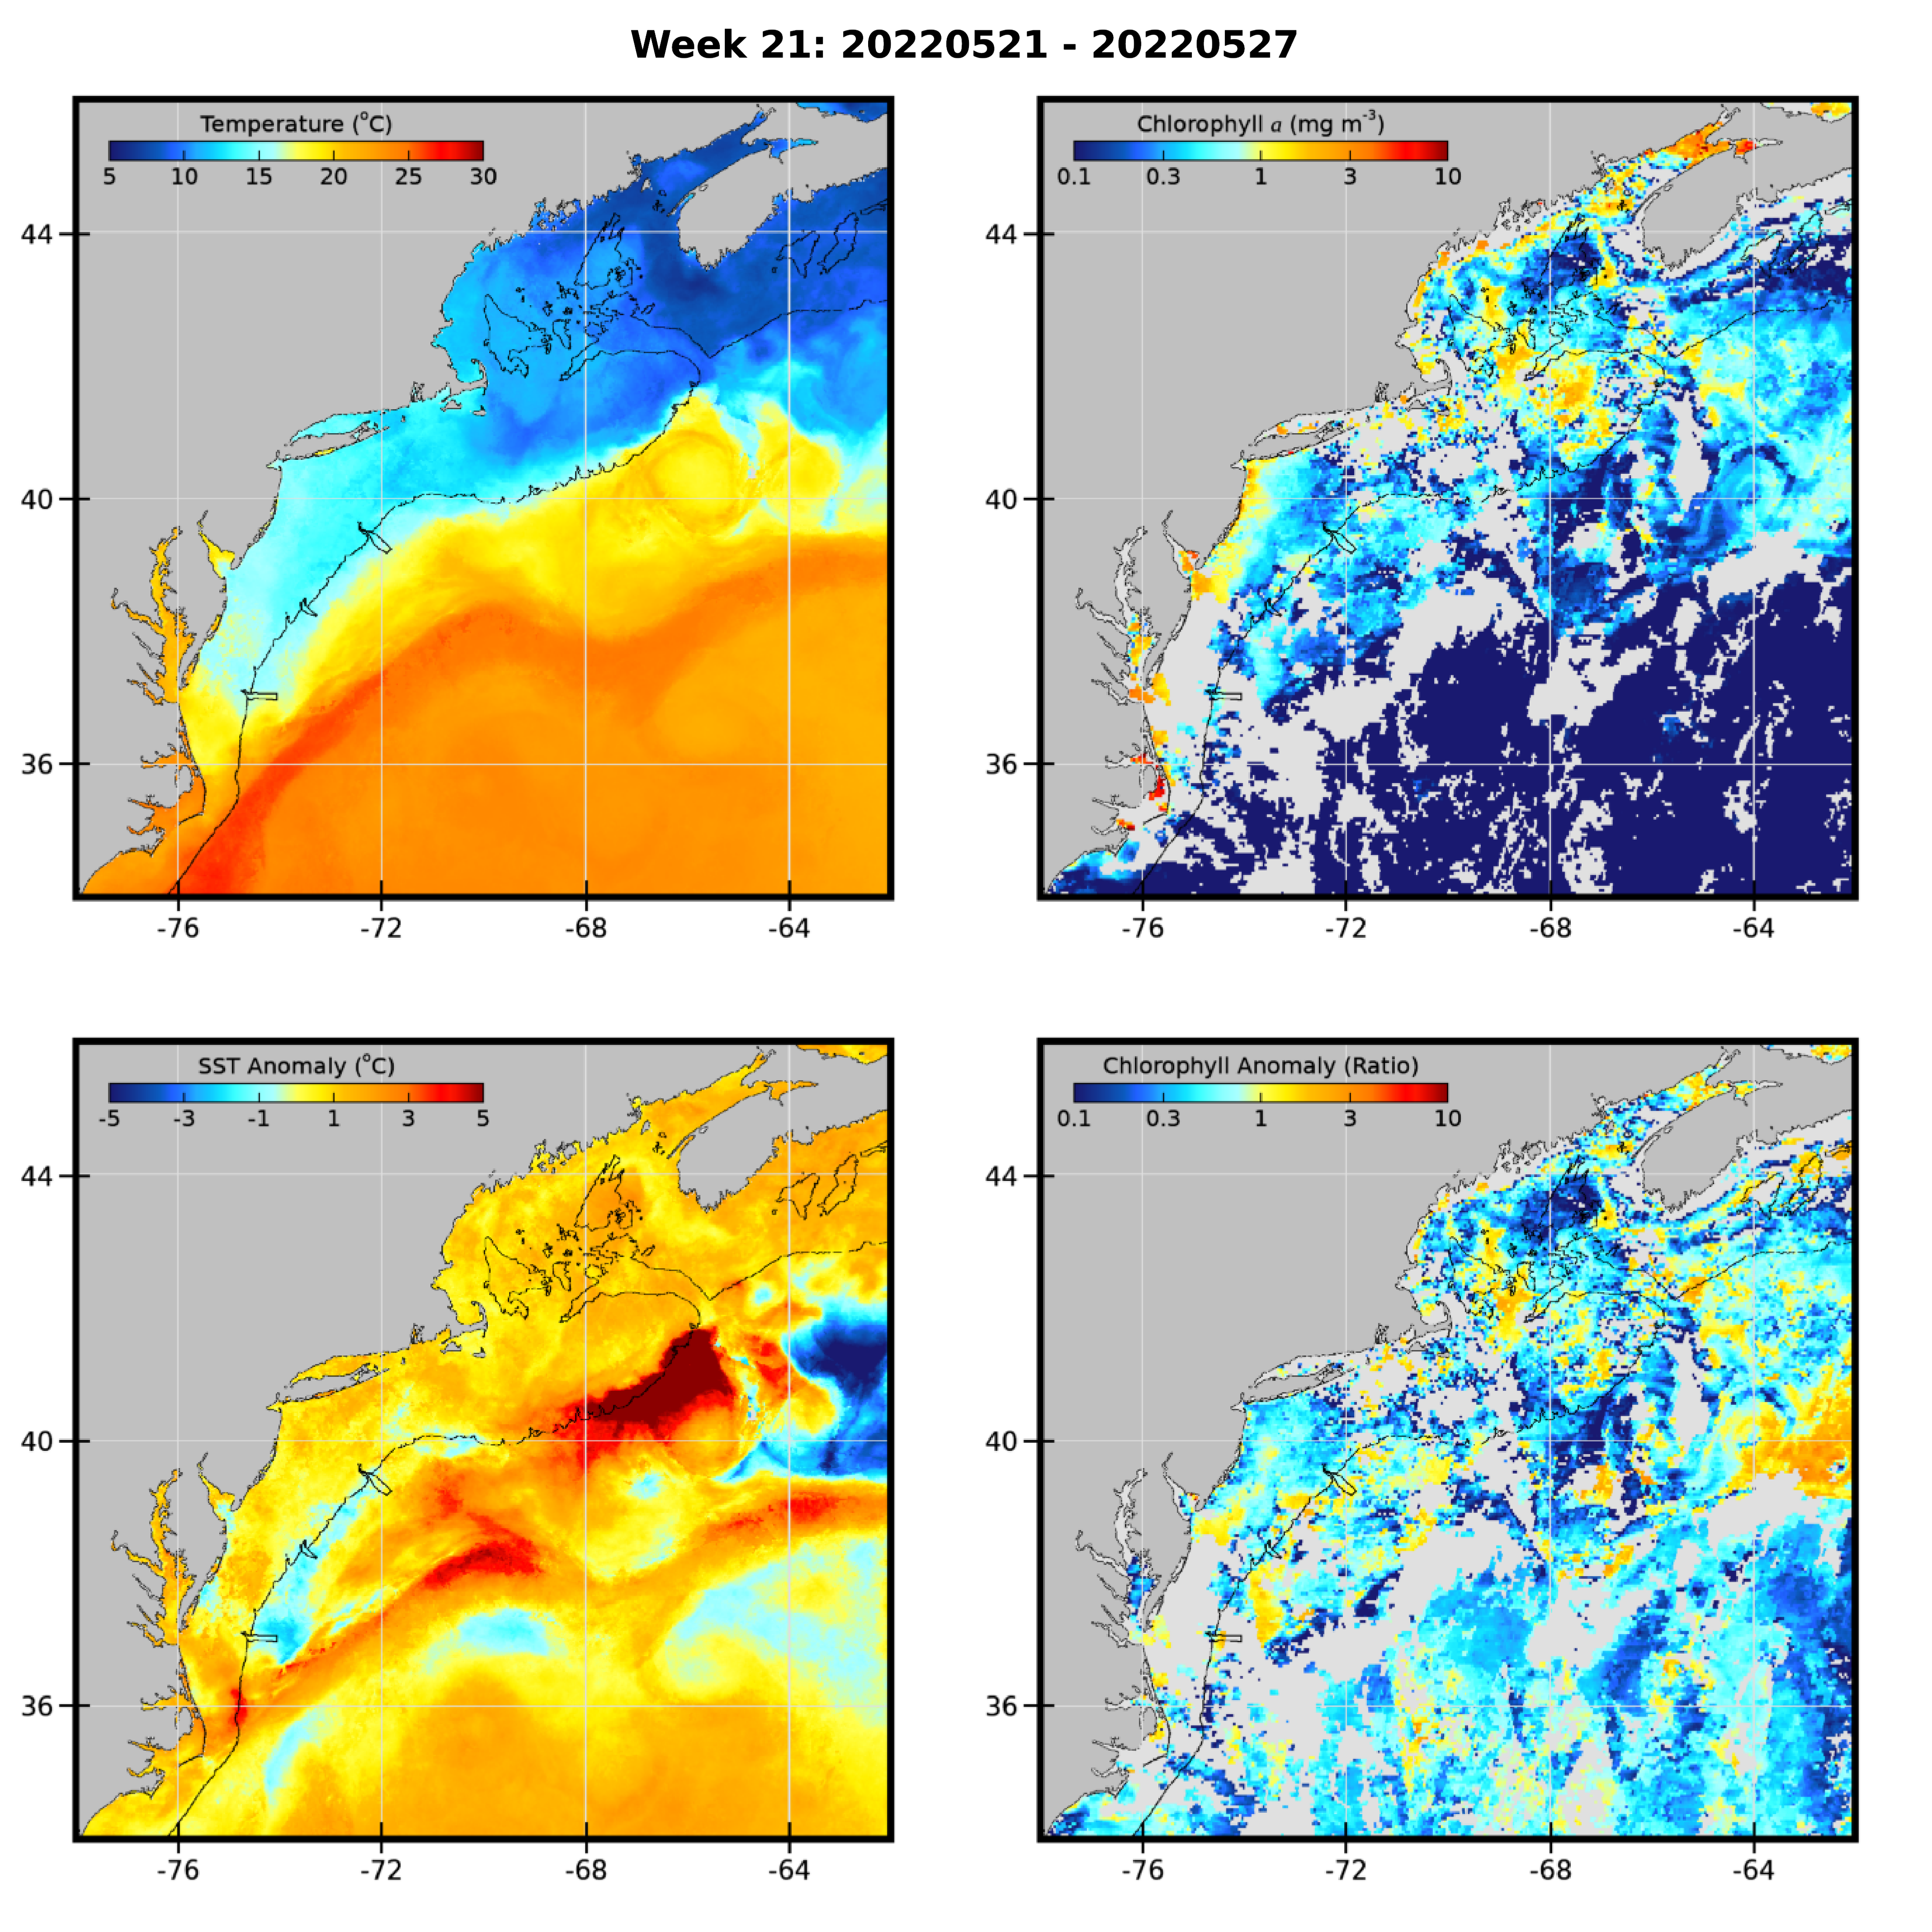 Week 21: 20220521 - 20220527
Temperature (°C)
5 10 15 20 25 30
44
40
36
-76 -72 -68 -64
Chlorophyll a (mg m⁻³)
0.1 0.3 1 3 10
44
40
36
-76 -72 -68 -64
SST Anomaly (°C)
-5 -3 -1 1 3 5
44
40
36
-76 -72 -68 -64
Chlorophyll Anomaly (Ratio)
0.1 0.3 1 3 10
44
40
36
-76 -72 -68 -64